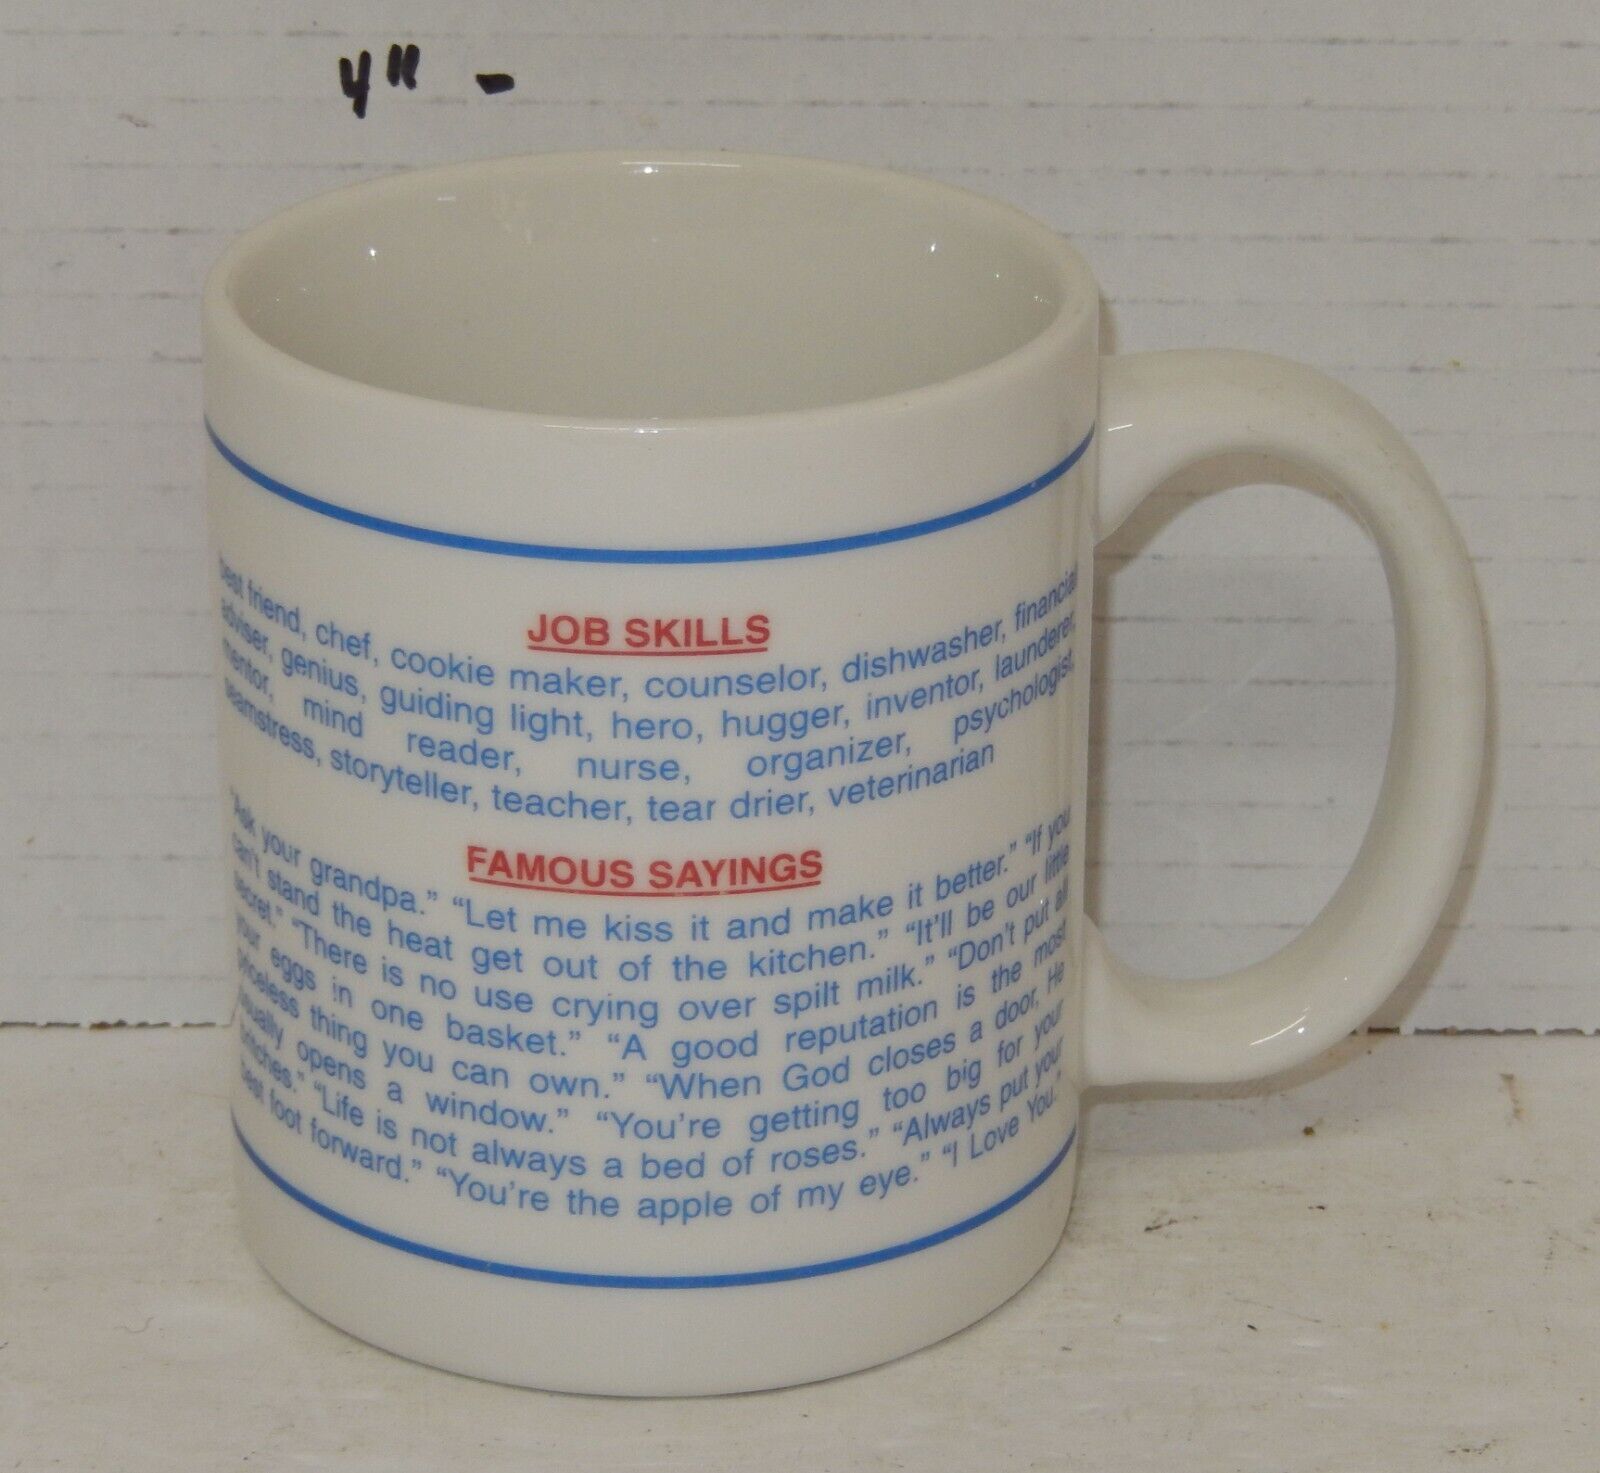 4" -
JOB SKILLS
best friend, chef, cookie maker, counselor, dishwasher, financial
adviser, genius, guiding light, hero, hugger, inventor, launderer,
mentor, mind reader, nurse, organizer, psychologist,
seamstress, storyteller, teacher, tear drier, veterinarian
FAMOUS SAYINGS
“Ask your grandpa.” “Let me kiss it and make it better.” “If you
can't stand the heat get out of the kitchen.” “It'll be our little
secret.” “There is no use crying over spilt milk.” “Don't put all
your eggs in one basket.” “A good reputation is the most
priceless thing you can own.” “When God closes a door, He
usually opens a window.” “You're getting too big for your
britches.” “Life is not always a bed of roses.” “Always put your
best foot forward.” “You're the apple of my eye.” “I Love You.”